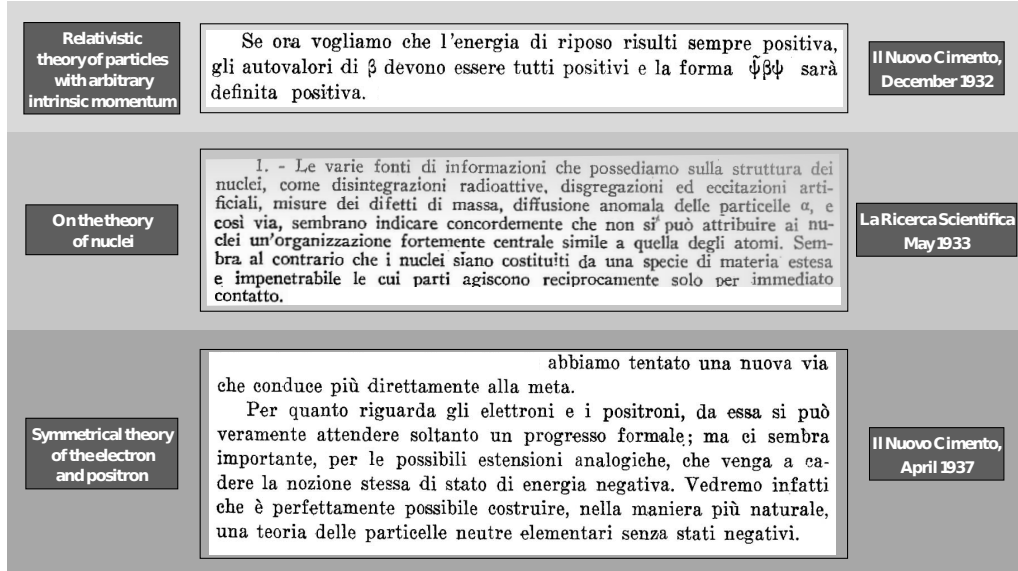 Relativistic
theory of particles
with arbitrary
intrinsic momentum
Se ora vogliamo che l'energia di riposo risulti sempre positiva,
gli autovalori di β devono essere tutti positivi e la forma ψ̃βψ sarà
definita positiva.
Il Nuovo Cimento,
December 1932
On the theory
of nuclei
1. - Le varie fonti di informazioni che possediamo sulla struttura dei
nuclei, come disintegrazioni radioattive, disgregazioni ed eccitazioni arti-
ficiali, misure dei difetti di massa, diffusione anomala delle particelle α, e
così via, sembrano indicare concordemente che non si può attribuire ai nu-
clei un'organizzazione fortemente centrale simile a quella degli atomi. Sem-
bra al contrario che i nuclei siano costituiti da una specie di materia estesa
e impenetrabile le cui parti agiscono reciprocamente solo per immediato
contatto.
La Ricerca Scientifica
May 1933
Symmetrical theory
of the electron
and positron
abbiamo tentato una nuova via
che conduce più direttamente alla meta.
Per quanto riguarda gli elettroni e i positroni, da essa si può
veramente attendere soltanto un progresso formale; ma ci sembra
importante, per le possibili estensioni analogiche, che venga a ca-
dere la nozione stessa di stato di energia negativa. Vedremo infatti
che è perfettamente possibile costruire, nella maniera più naturale,
una teoria delle particelle neutre elementari senza stati negativi.
Il Nuovo Cimento,
April 1937